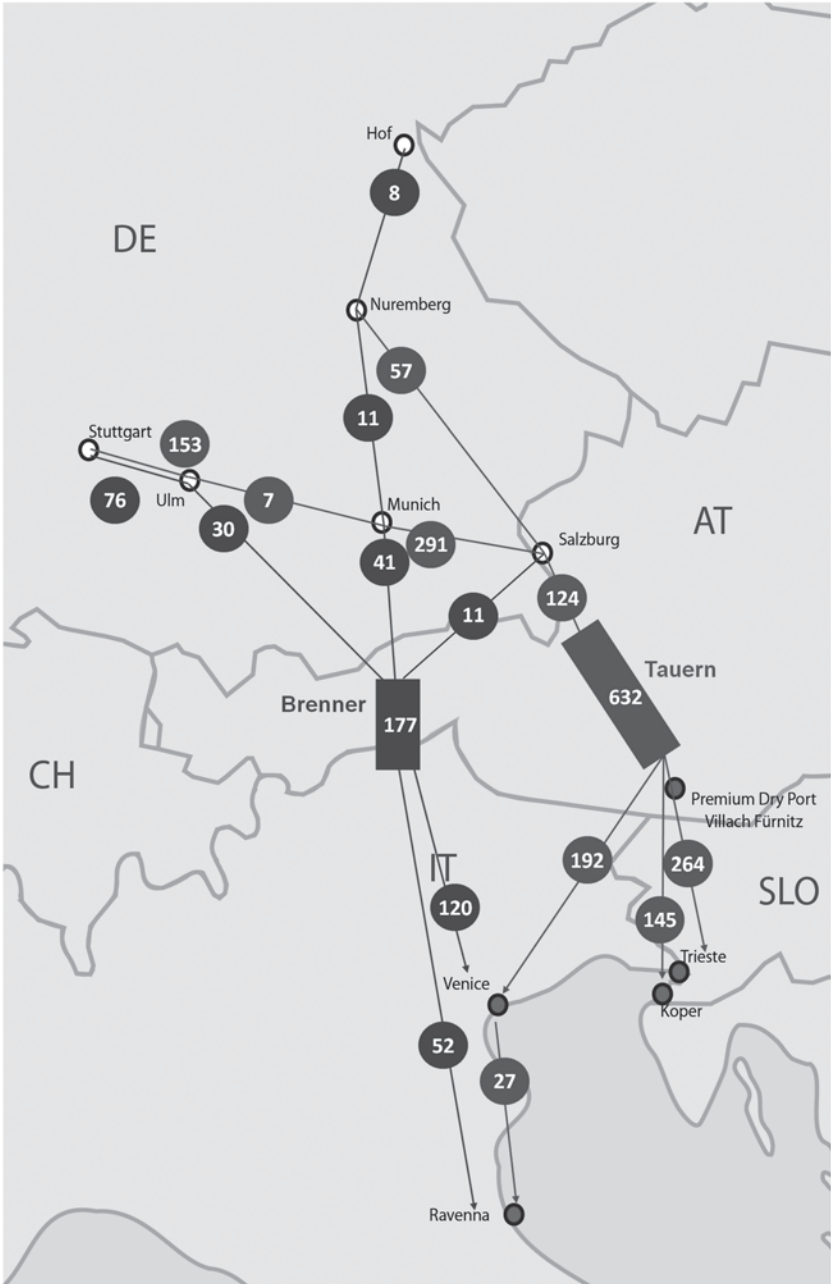 Hof
8
DE
Nuremberg
57
11
Stuttgart
153
76
Ulm
7
30
Munich
291
41
AT
Salzburg
124
11
Tauern
632
Brenner
177
CH
Premium Dry Port
Villach Fürnitz
192
264
IT
SLO
120
145
Trieste
Venice
Koper
52
27
Ravenna